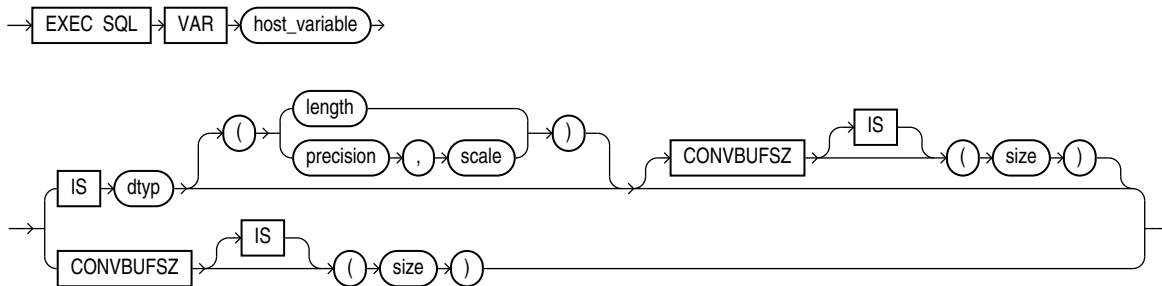 EXEC SQL VAR host_variable
length
( )
precision , scale
IS
CONVBUFSZ ( size )
IS dtyp
IS
CONVBUFSZ ( size )